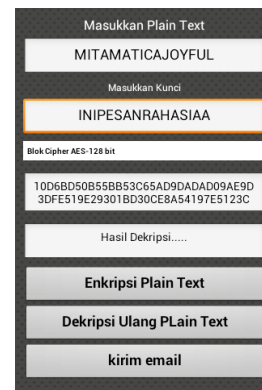 Masukkan Plain Text
MITAMATICAJOYFUL
Masukkan Kunci
INIPESANRAHASIAA
Blok Cipher AES-128 bit
10D6BD50B55BB53C65AD9DADAD09AE9D
3DFE519E29301BD30CE8A54197E5123C
Hasil Dekripsi.....
Enkripsi Plain Text
Dekripsi Ulang PLain Text
kirim email